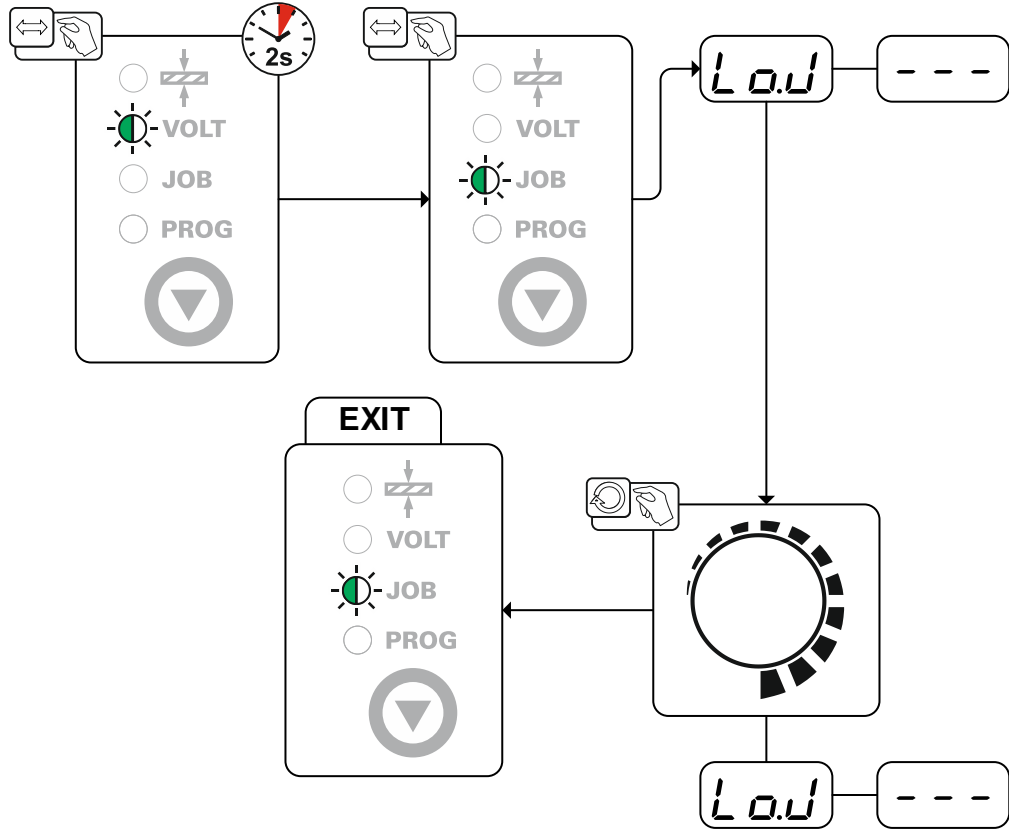 2s
VOLT
JOB
PROG
VOLT
JOB
PROG
Lo.J
- - -
EXIT
VOLT
JOB
PROG
Lo.J
- - -